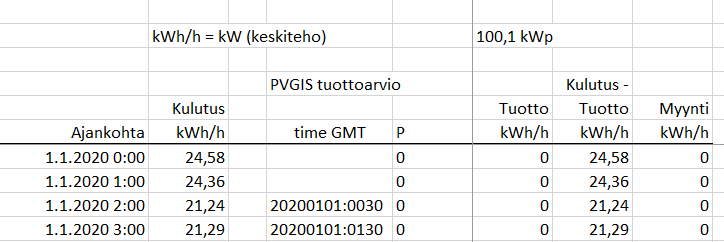 kWh/h = kW (keskiteho) 100,1 kWp
PVGIS tuottoarvio Kulutus -
Kulutus Tuotto Tuotto Myynti
Ajankohta kWh/h time GMT P kWh/h kWh/h kWh/h
1.1.2020 0:00 24,58 0 0 24,58 0
1.1.2020 1:00 24,36 0 0 24,36 0
1.1.2020 2:00 21,24 20200101:0030 0 0 21,24 0
1.1.2020 3:00 21,29 20200101:0130 0 0 21,29 0